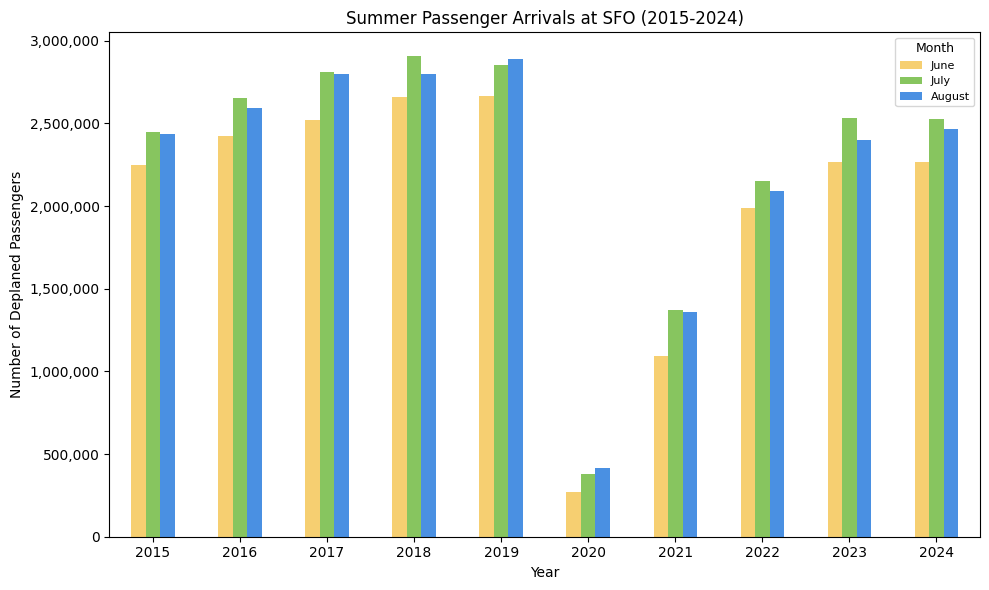 Summer Passenger Arrivals at SFO (2015-2024)
Number of Deplaned Passengers
3,000,000
2,500,000
2,000,000
1,500,000
1,000,000
500,000
0
Month
June
July
August
2015 2016 2017 2018 2019 2020 2021 2022 2023 2024
Year